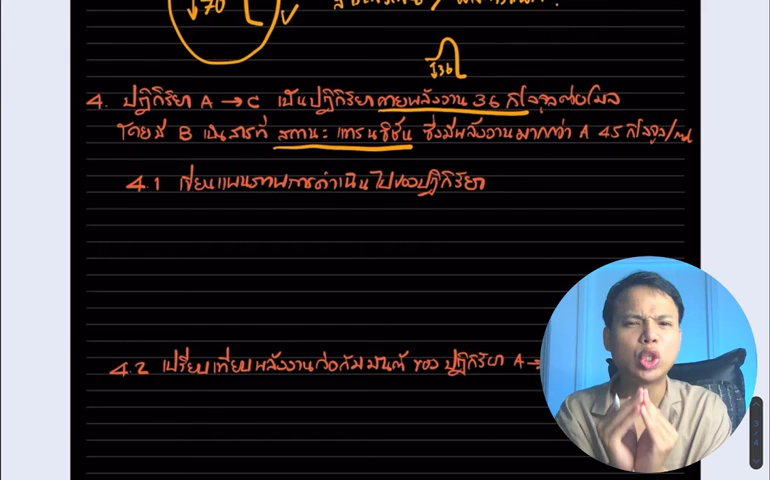 ↓70
↓36
4. ปฏิกิริยา A → C เป็นปฏิกิริยาคายพลังงาน 36 กิโลจูลต่อโมล
โดยมี B เป็นสารที่ สถานะแทรนซิชัน ซึ่งมีพลังงานมากกว่า A 45 กิโลจูล/mol
4.1 เขียนแผนภาพการดำเนินไปของปฏิกิริยา
4.2 เปรียบเทียบพลังงานก่อกัมมันต์ ของ ปฏิกิริยา A →
3
4